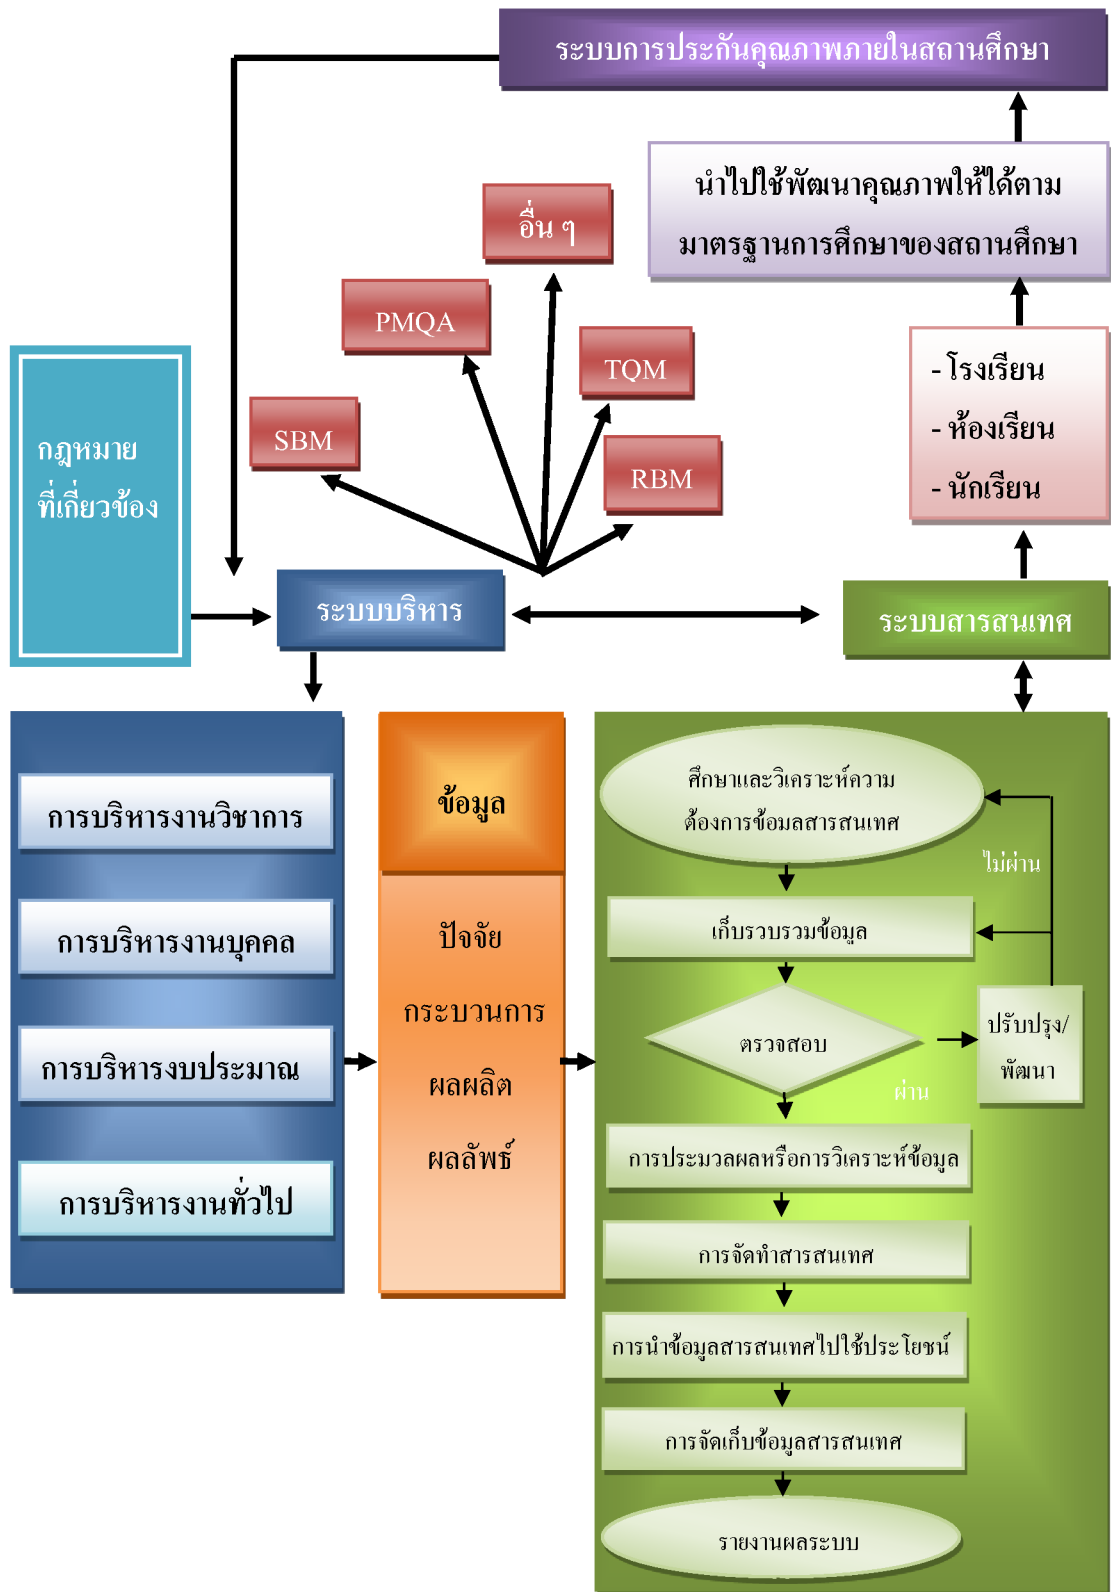 ระบบการประกันคุณภาพภายในสถานศึกษา
นำไปใช้พัฒนาคุณภาพให้ได้ตาม
มาตรฐานการศึกษาของสถานศึกษา
อื่น ๆ
PMQA
TQM
SBM
RBM
- โรงเรียน
- ห้องเรียน
- นักเรียน
กฎหมาย
ที่เกี่ยวข้อง
ระบบบริหาร
ระบบสารสนเทศ
การบริหารงานวิชาการ
การบริหารงานบุคคล
การบริหารงบประมาณ
การบริหารงานทั่วไป
ข้อมูล
ปัจจัย
กระบวนการ
ผลผลิต
ผลลัพธ์
ศึกษาและวิเคราะห์ความ
ต้องการข้อมลสารสนเทศ
ไม่ผ่าน
เก็บรวบรวมข้อมูล
ตรวจสอบ
ปรับปรุง/
พัฒนา
ผ่าน
การประมวลผลหรือการวิเคราะห์ข้อมูล
การจัดทำสารสนเทศ
การนำข้อมูลสารสนเทศไปใช้ประโยชน์
การจัดเก็บข้อมูลสารสนเทศ
รายงานผลระบบ